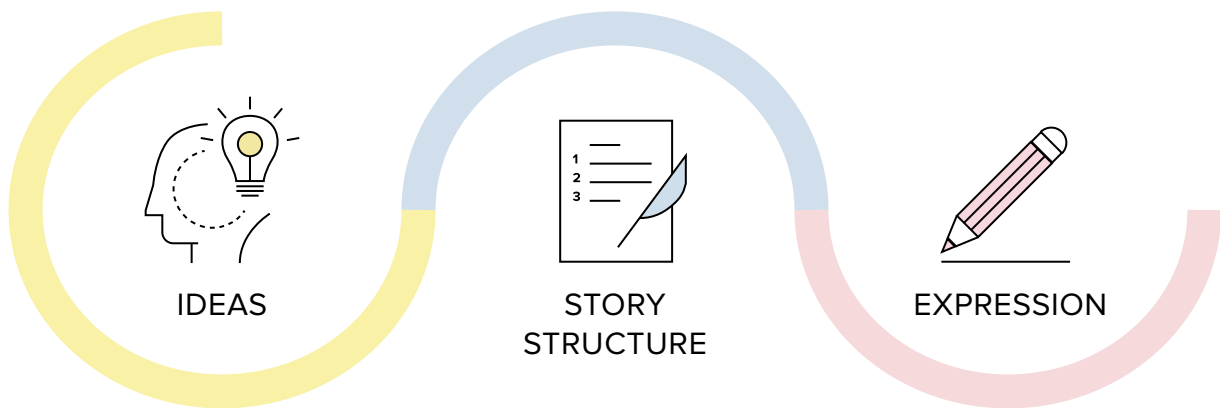 IDEAS
1
2
3
STORY
STRUCTURE
EXPRESSION